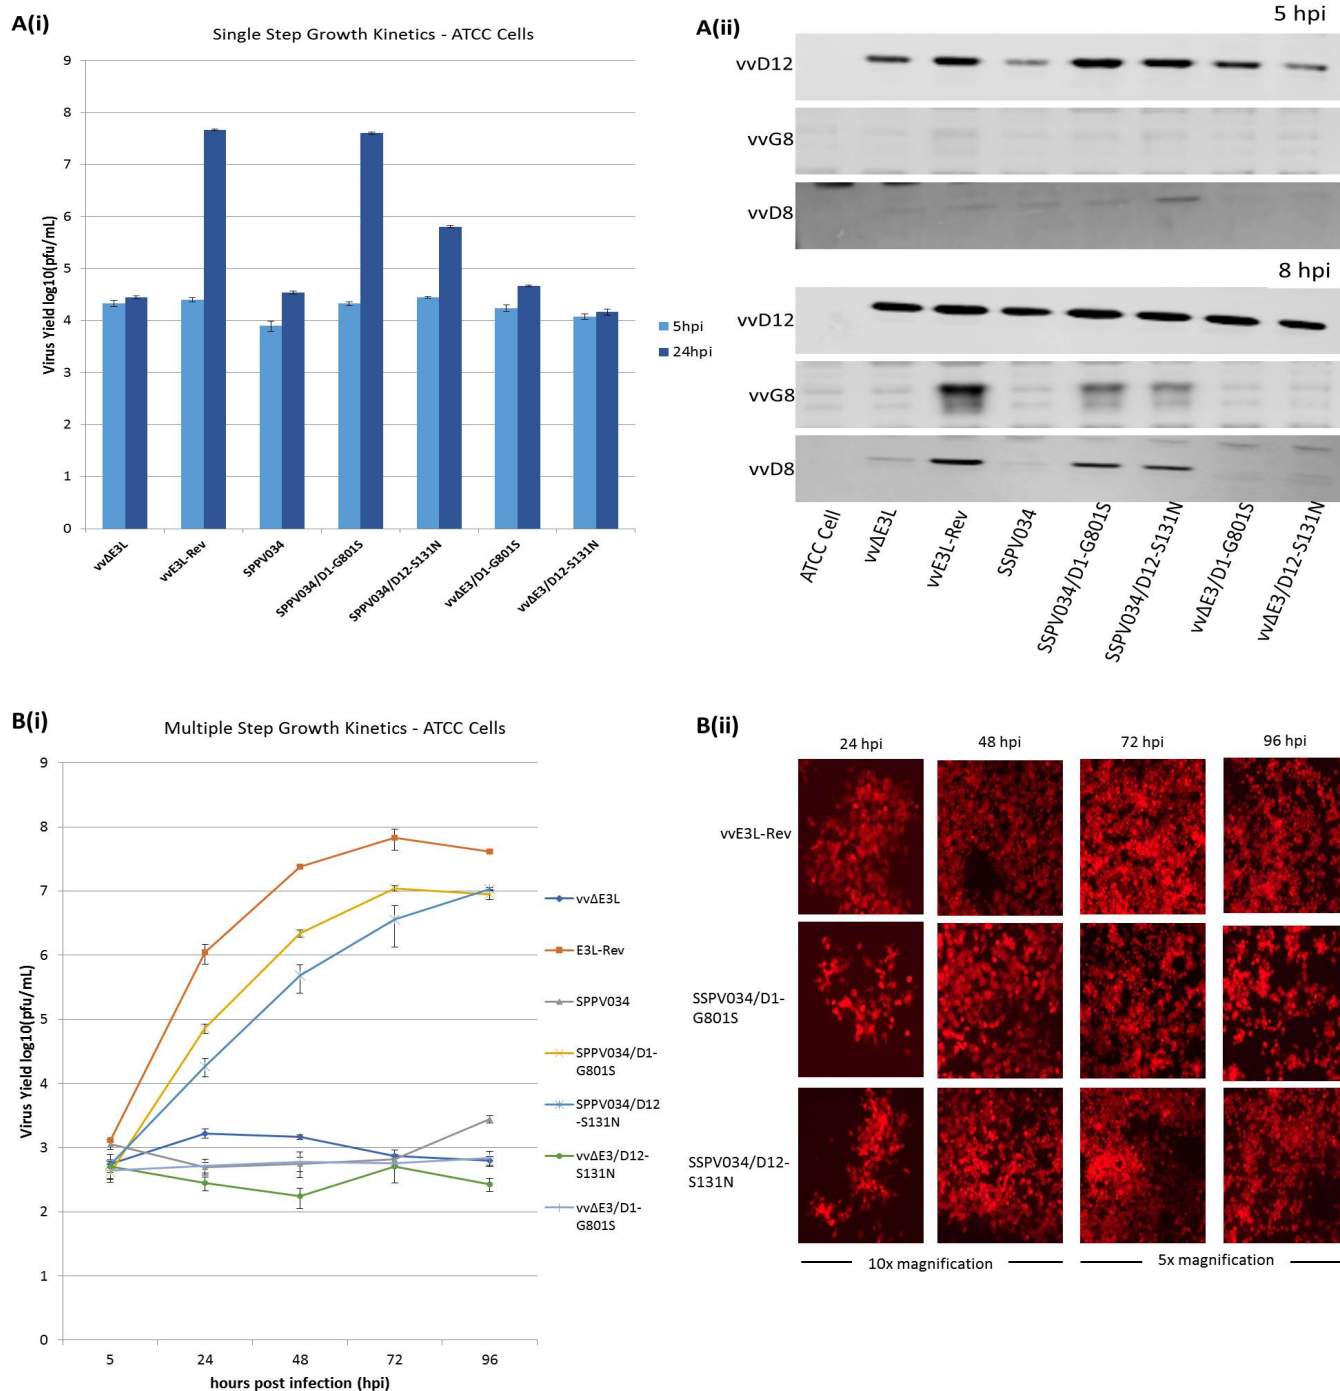 A(i)
Single Step Growth Kinetics - ATCC Cells
Virus Yield log10(pfu/mL)
9
8
7
6
5
4
3
2
1
0
vvΔE3L
vvE3L-Rev
SPPV034
SPPV034/D1-G801S
SPPV034/D12-S131N
vvΔE3/D1-G801S
vvΔE3/D12-S131N
5hpi
24hpi
A(ii)
5 hpi
vvD12
vvG8
vvD8
8 hpi
vvD12
vvG8
vvD8
ATCC Cell
vvΔE3L
vvE3L-Rev
SSPV034
SSPV034/D1-G801S
SSPV034/D12-S131N
vvΔE3/D1-G801S
vvΔE3/D12-S131N
B(i)
Multiple Step Growth Kinetics - ATCC Cells
Virus Yield log10(pfu/mL)
9
8
7
6
5
4
3
2
1
0
5 24 48 72 96
hours post infection (hpi)
vvΔE3L
E3L-Rev
SPPV034
SPPV034/D1-
G801S
SPPV034/D12
-S131N
vvΔE3/D12-
S131N
vvΔE3/D1-
G801S
B(ii)
24 hpi 48 hpi 72 hpi 96 hpi
vvE3L-Rev
SSPV034/D1-
G801S
SSPV034/D12-
S131N
10x magnification 5x magnification